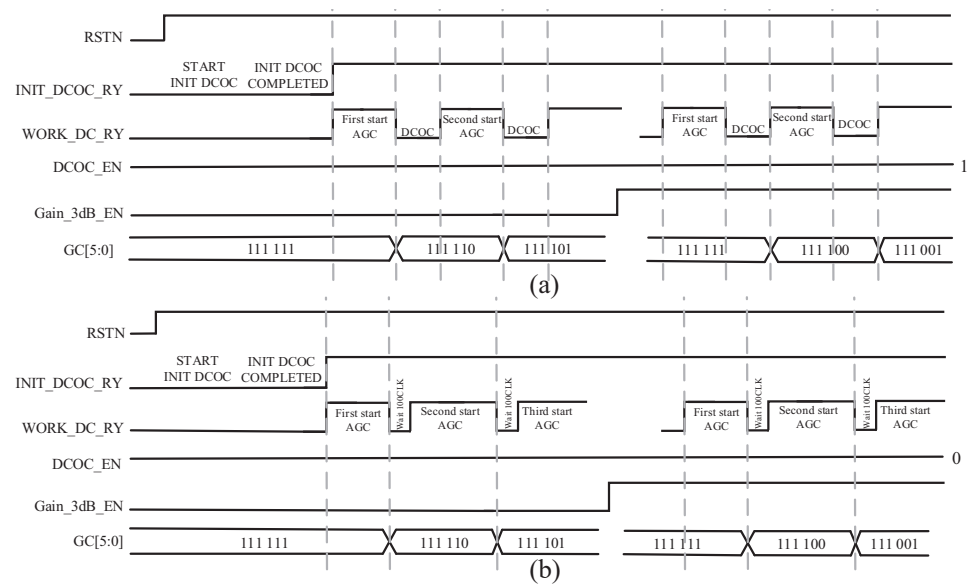 RSTN
START
INIT DCOC
INIT DCOC
COMPLETED
INIT_DCOC_RY
First start
AGC
DCOC
Second start
AGC
DCOC
First start
AGC
DCOC
Second start
AGC
DCOC
WORK_DC_RY
DCOC_EN
1
Gain_3dB_EN
GC[5:0]
111 111
111 110
111 101
111 111
111 100
111 001
(a)
RSTN
START
INIT DCOC
INIT DCOC
COMPLETED
INIT_DCOC_RY
First start
AGC
Wait 100CLK
Second start
AGC
Wait 100CLK
Third start
AGC
First start
AGC
Wait 100CLK
Second start
AGC
Wait 100CLK
Third start
AGC
WORK_DC_RY
DCOC_EN
0
Gain_3dB_EN
GC[5:0]
111 111
111 110
111 101
111 111
111 100
111 001
(b)